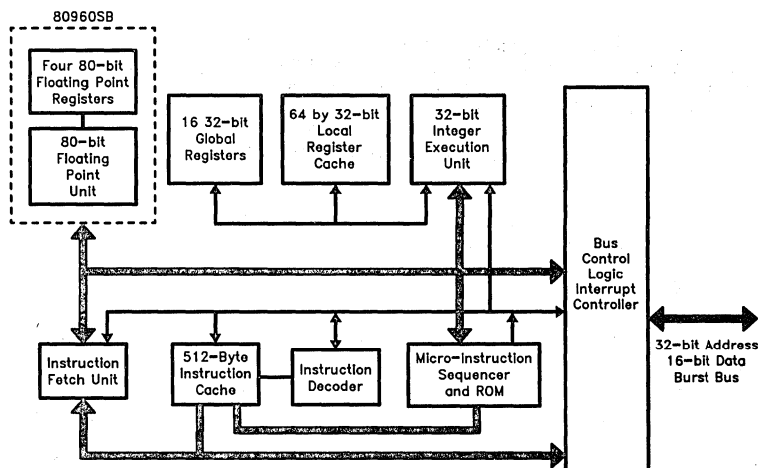 80960SB
Four 80-bit
Floating Point
Registers
80-bit
Floating
Point
Unit
16 32-bit
Global
Registers
64 by 32-bit
Local
Register
Cache
32-bit
Integer
Execution
Unit
Bus
Control
Logic
Interrupt
Controller
32-bit Address
16-bit Data
Burst Bus
Instruction
Fetch Unit
512-Byte
Instruction
Cache
Instruction
Decoder
Micro-Instruction
Sequencer
and ROM